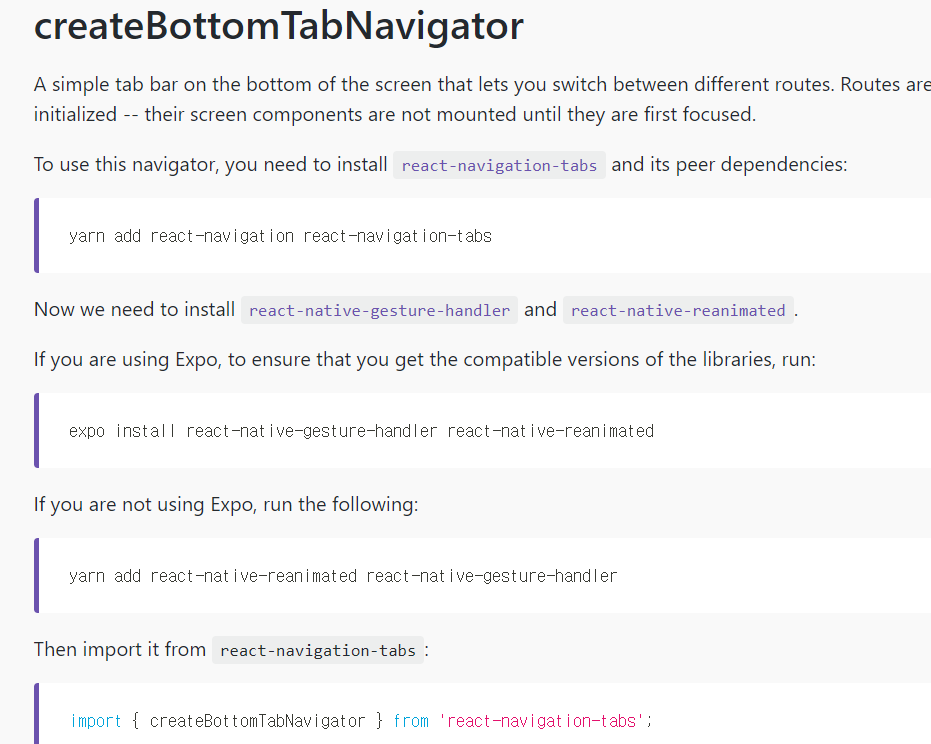 createBottomTabNavigator
A simple tab bar on the bottom of the screen that lets you switch between different routes. Routes are
initialized -- their screen components are not mounted until they are first focused.
To use this navigator, you need to install react-navigation-tabs and its peer dependencies:
yarn add react-navigation react-navigation-tabs
Now we need to install react-native-gesture-handler and react-native-reanimated.
If you are using Expo, to ensure that you get the compatible versions of the libraries, run:
expo install react-native-gesture-handler react-native-reanimated
If you are not using Expo, run the following:
yarn add react-native-reanimated react-native-gesture-handler
Then import it from react-navigation-tabs:
import { createBottomTabNavigator } from 'react-navigation-tabs';